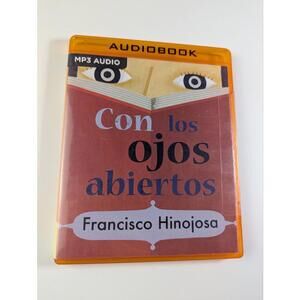 AUDIOBOOK
MP3 AUDIO
Con los
ojos
abiertos
Francisco Hinojosa